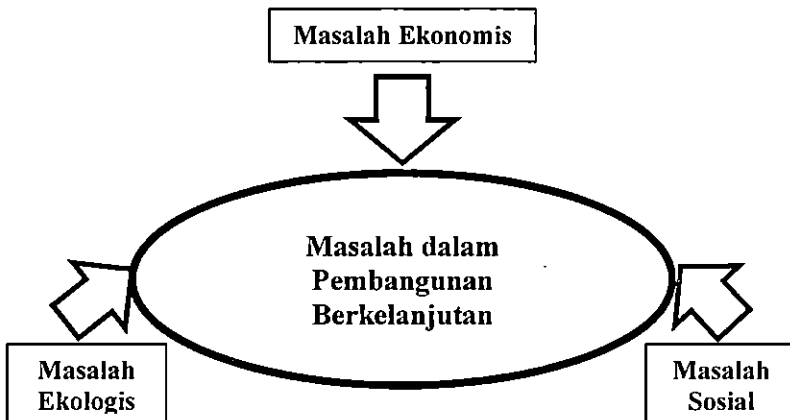 Masalah Ekonomis
Masalah dalam
Pembangunan
Berkelanjutan
Masalah
Ekologis
Masalah
Sosial